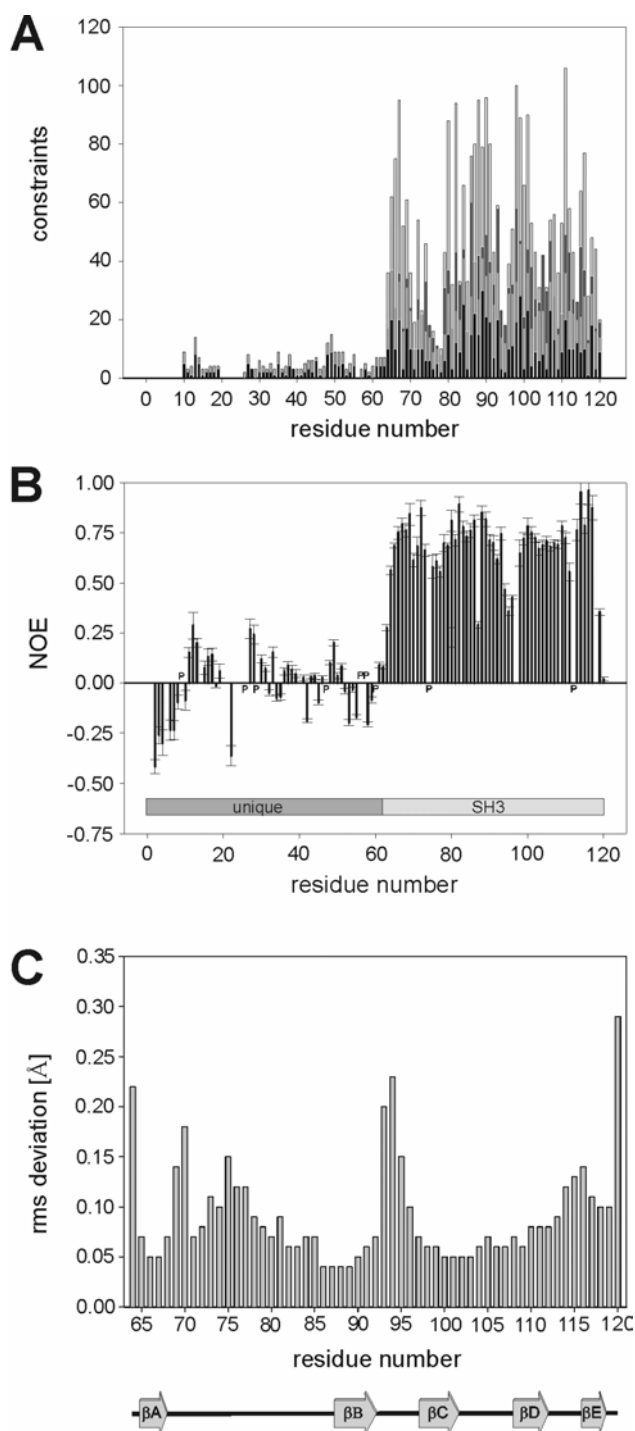 A
120
100
80
60
40
20
0
constraints
0 10 20 30 40 50 60 70 80 90 100 110 120
residue number
B
1.00
0.75
0.50
0.25
0.00
-0.25
-0.50
-0.75
NOE
P P P P P P P P P
unique SH3
0 20 40 60 80 100 120
residue number
C
0.35
0.30
0.25
0.20
0.15
0.10
0.05
0.00
rms deviation [Å]
65 70 75 80 85 90 95 100 105 110 115 120
residue number
βA βB βC βD βE